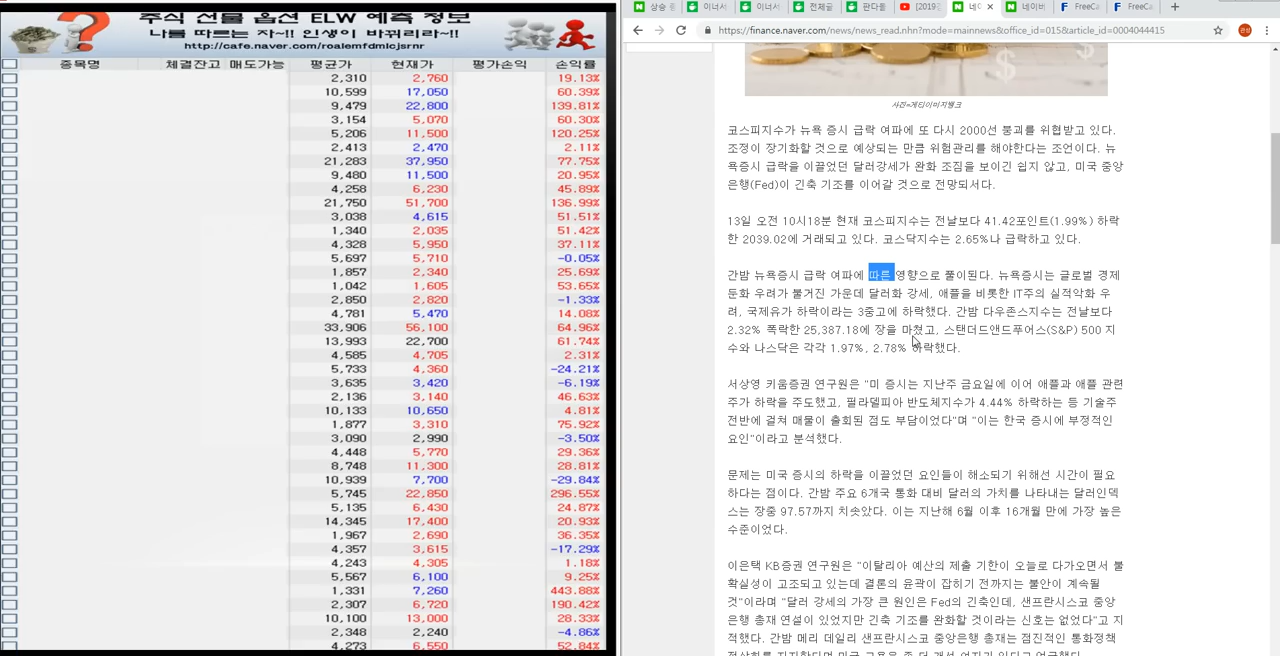 주식 선물 옵션 ELW 예측 정보
나를 따르는 자~!! 인생이 바뀌리라~!!
http://cafe.naver.com/roalemfdmlcjsrnr
종목명 체결잔고 매도가능 평균가 현재가 평가손익 손익률
2,310 2,760 19.13%
10,599 17,050 60.39%
9,479 22,800 139.81%
3,154 5,070 60.30%
5,206 11,500 120.25%
2,413 2,470 2.11%
21,283 37,950 77.75%
9,480 11,500 20.95%
4,258 6,230 45.89%
21,750 51,700 136.99%
3,038 4,615 51.51%
1,340 2,035 51.42%
4,328 5,950 37.11%
5,697 5,710 -0.05%
1,857 2,340 25.69%
1,042 1,605 53.65%
2,850 2,820 -1.33%
4,781 5,470 14.08%
33,906 56,100 64.96%
13,993 22,700 61.74%
4,585 4,705 2.31%
5,733 4,360 -24.21%
3,635 3,420 -6.19%
2,136 3,140 46.63%
10,133 10,650 4.81%
1,877 3,310 75.92%
3,090 2,990 -3.50%
4,448 5,770 29.36%
8,748 11,300 28.81%
10,939 7,700 -29.84%
5,745 22,850 296.55%
5,135 6,430 24.87%
14,345 17,400 20.93%
1,967 2,690 36.35%
4,357 3,615 -17.29%
4,243 4,305 1.18%
5,567 6,100 9.25%
1,331 7,260 443.88%
2,307 6,720 190.42%
10,100 13,000 28.33%
2,348 2,240 -4.86%
4,273 6,550 52.84%
상승 이너서 이너서 전체글 판다를 [2019 네이 네이버 FreeCa FreeCa
https://finance.naver.com/news/news_read.nhn?mode=mainnews&office_id=015&article_id=0004044415
사진=게티이미지뱅크
코스피지수가 뉴욕 증시 급락 여파에 또 다시 2000선 붕괴를 위협받고 있다.
조정이 장기화할 것으로 예상되는 만큼 위험관리를 해야한다는 조언이다. 뉴
욕증시 급락을 이끌었던 달러강세가 완화 조짐을 보이긴 쉽지 않고, 미국 중앙
은행(Fed)이 긴축 기조를 이어갈 것으로 전망되서다.
13일 오전 10시18분 현재 코스피지수는 전날보다 41.42포인트(1.99%) 하락
한 2039.02에 거래되고 있다. 코스닥지수는 2.65%나 급락하고 있다.
간밤 뉴욕증시 급락 여파에 따른 영향으로 풀이된다. 뉴욕증시는 글로벌 경제
둔화 우려가 불거진 가운데 달러화 강세, 애플을 비롯한 IT주의 실적악화 우
려, 국제유가 하락이라는 3중고에 하락했다. 간밤 다우존스지수는 전날보다
2.32% 폭락한 25,387.18에 장을 마쳤고, 스탠더드앤드푸어스(S&P) 500 지
수와 나스닥은 각각 1.97%, 2.78% 하락했다.
서상영 키움증권 연구원은 "미 증시는 지난주 금요일에 이어 애플과 애플 관련
주가 하락을 주도했고, 필라델피아 반도체지수가 4.44% 하락하는 등 기술주
전반에 걸쳐 매물이 출회된 점도 부담이었다"며 "이는 한국 증시에 부정적인
요인"이라고 분석했다.
문제는 미국 증시의 하락을 이끌었던 요인들이 해소되기 위해선 시간이 필요
하다는 점이다. 간밤 주요 6개국 통화 대비 달러의 가치를 나타내는 달러인덱
스는 장중 97.57까지 치솟았다. 이는 지난해 6월 이후 16개월 만에 가장 높은
수준이었다.
이은택 KB증권 연구원은 "이탈리아 예산의 제출 기한이 오늘로 다가오면서 불
확실성이 고조되고 있는데 결론의 윤곽이 잡히기 전까지는 불안이 계속될
것"이라며 "달러 강세의 가장 큰 원인은 Fed의 긴축인데, 샌프란시스코 중앙
은행 총재 연설이 있었지만 긴축 기조를 완화할 것이라는 신호는 없었다"고 지
적했다. 간밤 메리 데일리 샌프란시스코 중앙은행 총재는 점진적인 통화정책